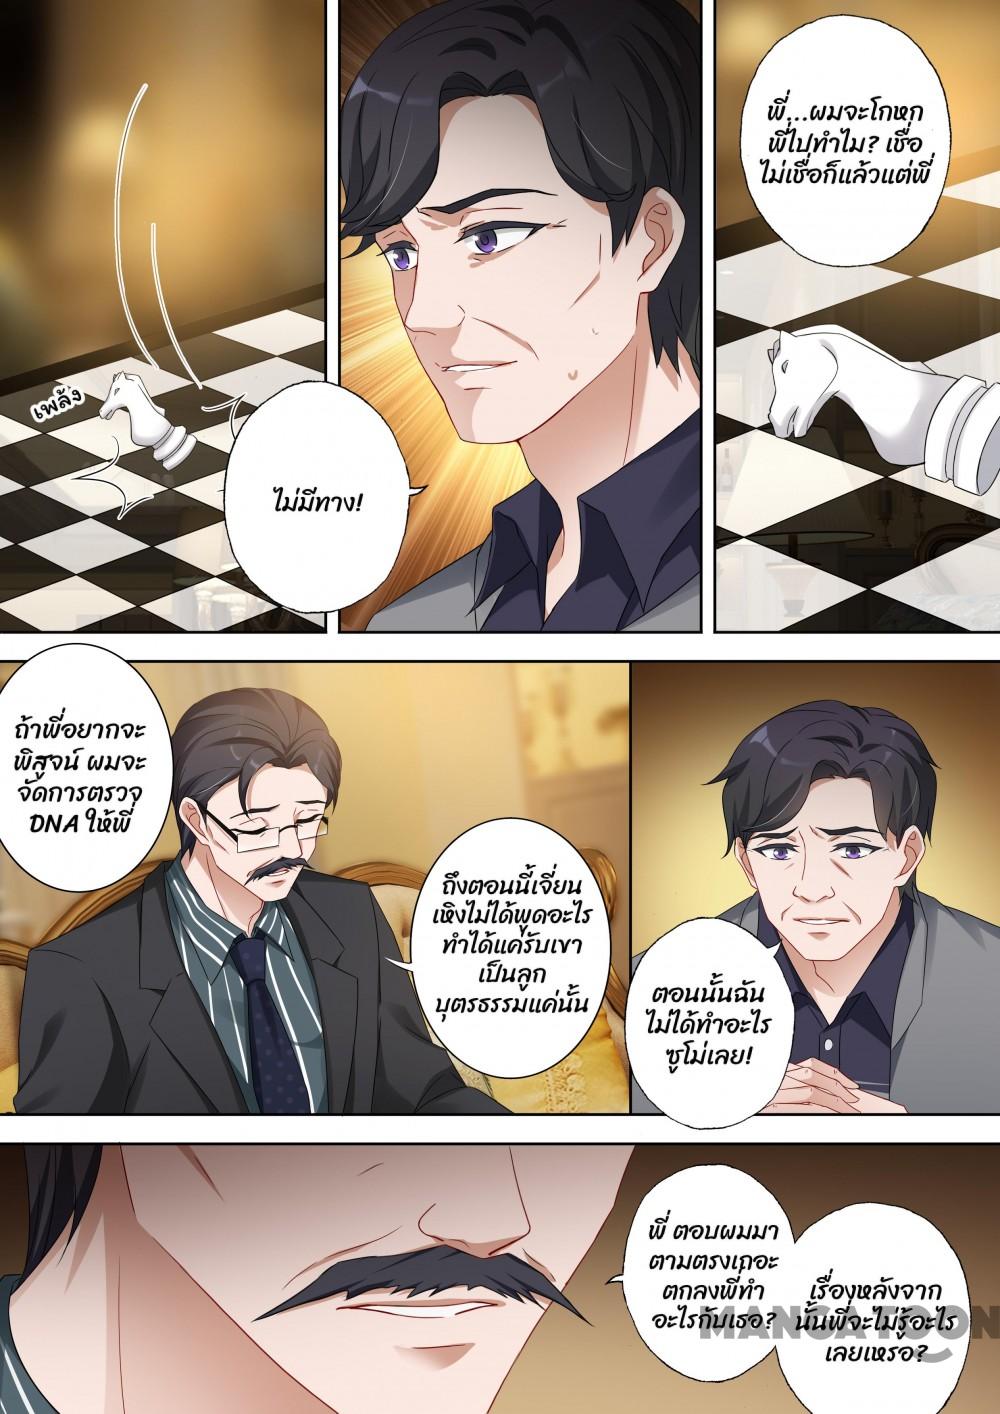 เพล้ง
ไม่มีทาง!
พี่...ผมจะโกหก
พี่ไปทำไม? เชื่อ
ไม่เชื่อก็แล้วแต่พี่
ถ้าพี่อยากจะ
พิสูจน์ ผมจะ
จัดการตรวจ
DNA ให้พี่
ถึงตอนนี้เจี่ยน
เหิงไม่ได้พูดอะไร
ทำได้แค่รับเขา
เป็นลูก
บุตรธรรมแค่นั้น
ตอนนั้นฉัน
ไม่ได้ทำอะไร
ซูโม่เลย!
พี่ ตอบผมมา
ตามตรงเถอะ
ตกลงพี่ทำ
อะไรกับเธอ?
เรื่องหลังจาก
นั้นพี่จะไม่รู้อะไร
เลยเหรอ?
MANGATOON